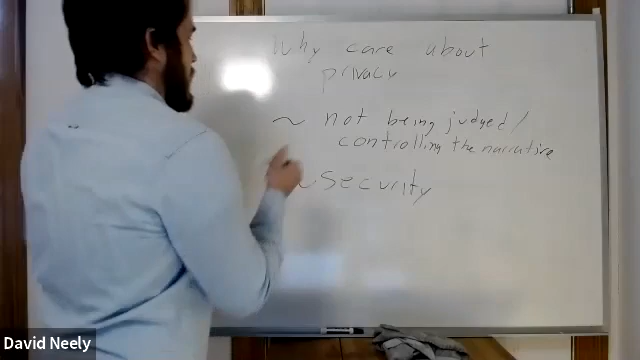 Why care about
privacy
~ not being judged/
controlling the narrative
~ security
David Neely